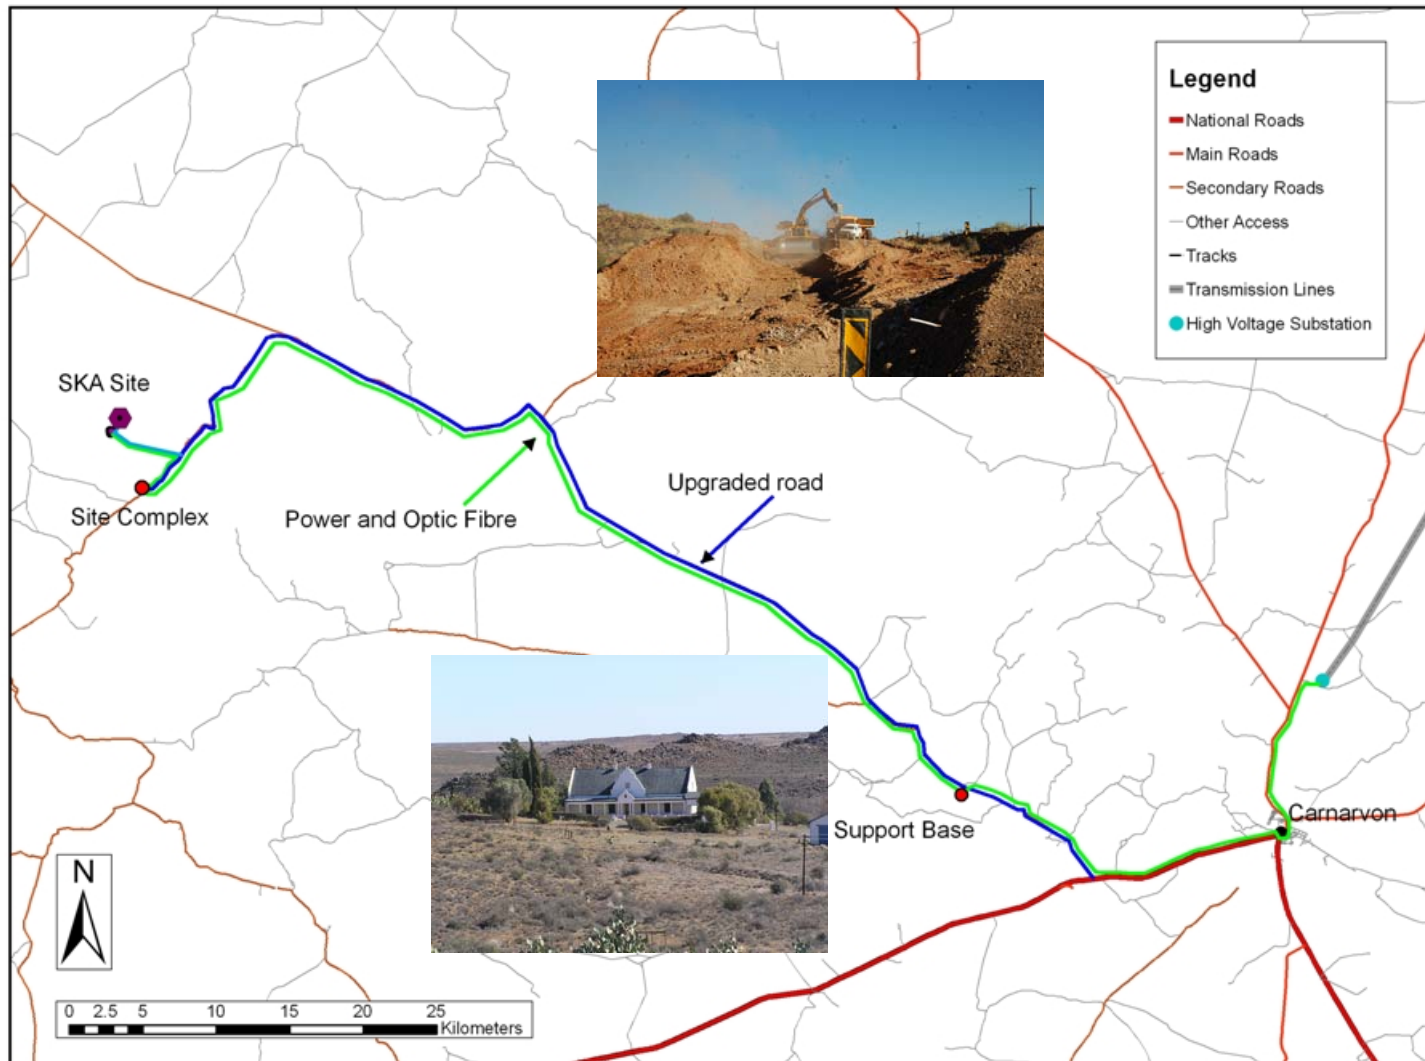 Legend
National Roads
Main Roads
Secondary Roads
Other Access
Tracks
Transmission Lines
High Voltage Substation
SKA Site
Site Complex
Power and Optic Fibre
Upgraded road
Support Base
Carnarvon
N
0 2.5 5 10 15 20 25
Kilometers